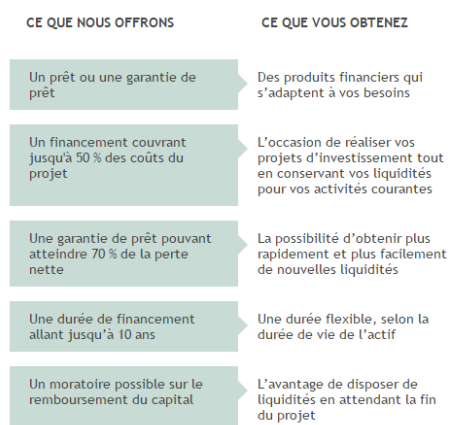 CE QUE NOUS OFFRONS
CE QUE VOUS OBTENEZ
Un prêt ou une garantie de
prêt
Des produits financiers qui
s'adaptent à vos besoins
Un financement couvrant
jusqu'à 50 % des coûts du
projet
L'occasion de réaliser vos
projets d'investissement tout
en conservant vos liquidités
pour vos activités courantes
Une garantie de prêt pouvant
atteindre 70 % de la perte
nette
La possibilité d'obtenir plus
rapidement et plus facilement
de nouvelles liquidités
Une durée de financement
allant jusqu'à 10 ans
Une durée flexible, selon la
durée de vie de l'actif
Un moratoire possible sur le
remboursement du capital
L'avantage de disposer de
liquidités en attendant la fin
du projet